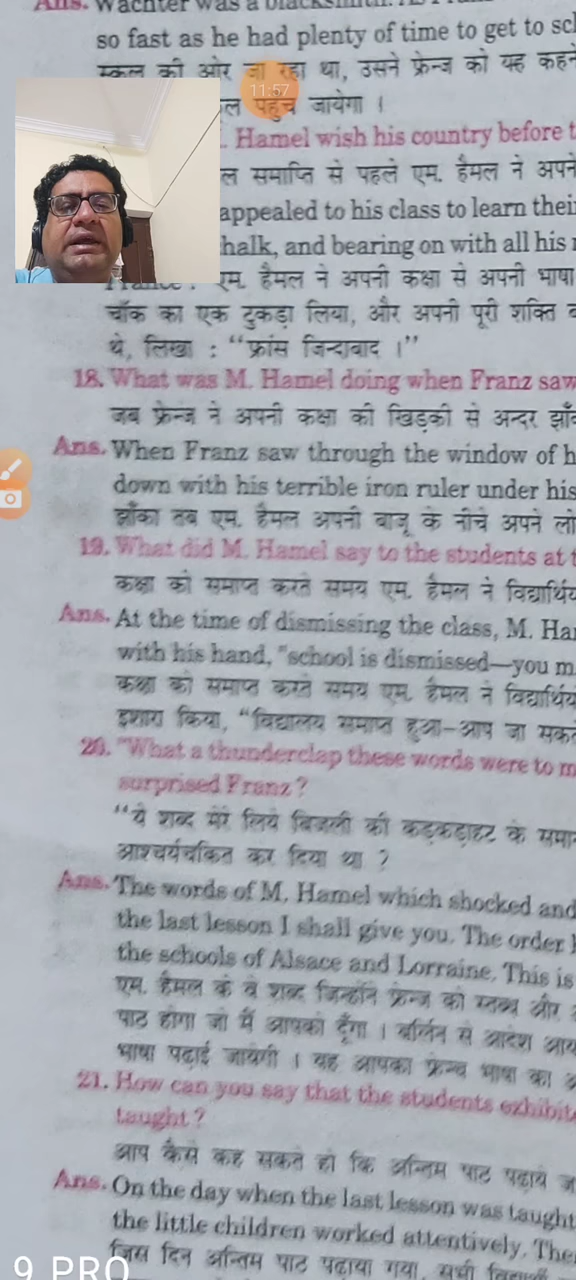 Ans. Wachter was a blacksmith.
so fast as he had plenty of time to get to
स्कूल की ओर जा रहा था, उसने फ्रेन्ज को यह कहने
11:57
पहुँच जायेगा ।
Hamel wish his country before
समाप्ति से पहले एम. हैमल ने अपने
appealed to his class to learn
and bearing on with all his
एम. हैमल ने अपनी कक्षा से अपनी भाषा
चॉक का एक टुकड़ा लिया, और अपनी पूरी शक्ति
थे, लिखा : “फ्रांस जिन्दाबाद ।”
18. What was M. Hamel doing when Franz saw
जब फ्रेन्ज ने अपनी कक्षा की खिड़की से अन्दर
Ans. When Franz saw through the window of
down with his terrible iron ruler under his
झाँका तब एम. हैमल अपनी बाजू के नीचे अपने
19. What did M. Hamel say to the students at
कक्षा को समाप्त करते समय एम. हैमल ने
Ans. At the time of dismissing the class, M.
with his hand, "school is dismissed—you
कक्षा को समाप्त करते समय एम. हैमल ने
इशारा किया, “विद्यालय समाप्त हुआ—आप जा
20. "What a thunderclap these words were to
surprised Franz?
“ये शब्द मेरे लिये बिजली की कड़कड़ाहट के
आश्चर्यचकित कर दिया था ?
Ans. The words of M. Hamel which shocked and
the last lesson I shall give you. The order
the schools of Alsace and Lorraine. This is
एम. हैमल के वे शब्द जिन्होंने फ्रेन्ज को स्तब्ध और
पाठ होगा जो मैं आपको दूँगा । बर्लिन से आदेश
भाषा पढ़ाई जायेगी । यह आपका फ्रेन्च भाषा का
21. How can you say that the students
taught?
आप कैसे कह सकते हो कि अन्तिम पाठ पढ़ाये
Ans. On the day when the last lesson was taught
the little children worked attentively.
जिस दिन अन्तिम पाठ पढ़ाया गया, सभी
9 PRO